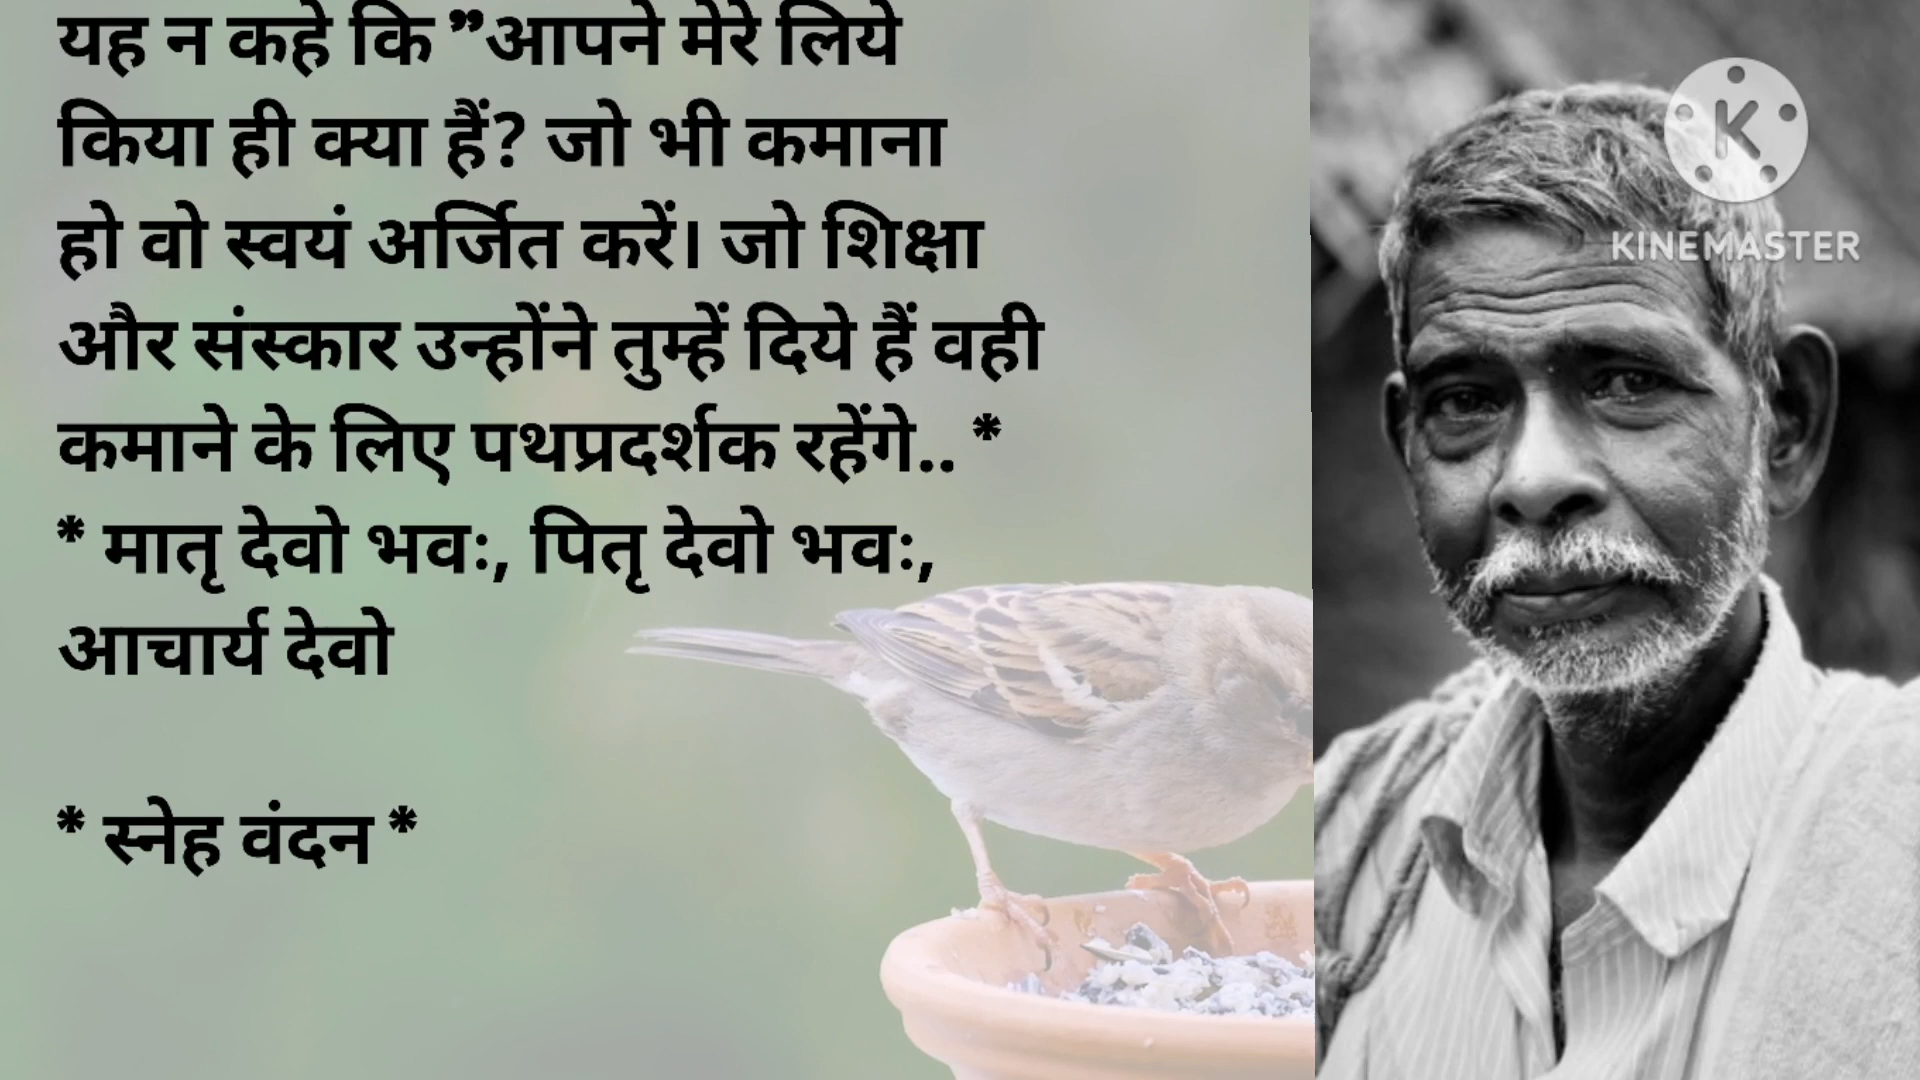 यह न कहे कि ”आपने मेरे लिये
किया ही क्या हैं? जो भी कमाना
हो वो स्वयं अर्जित करें। जो शिक्षा
और संस्कार उन्होंने तुम्हें दिये हैं वही
कमाने के लिए पथप्रदर्शक रहेंगे.. *
* मातृ देवो भवः, पितृ देवो भवः,
आचार्य देवो
* स्नेह वंदन *
K
KINEMASTER